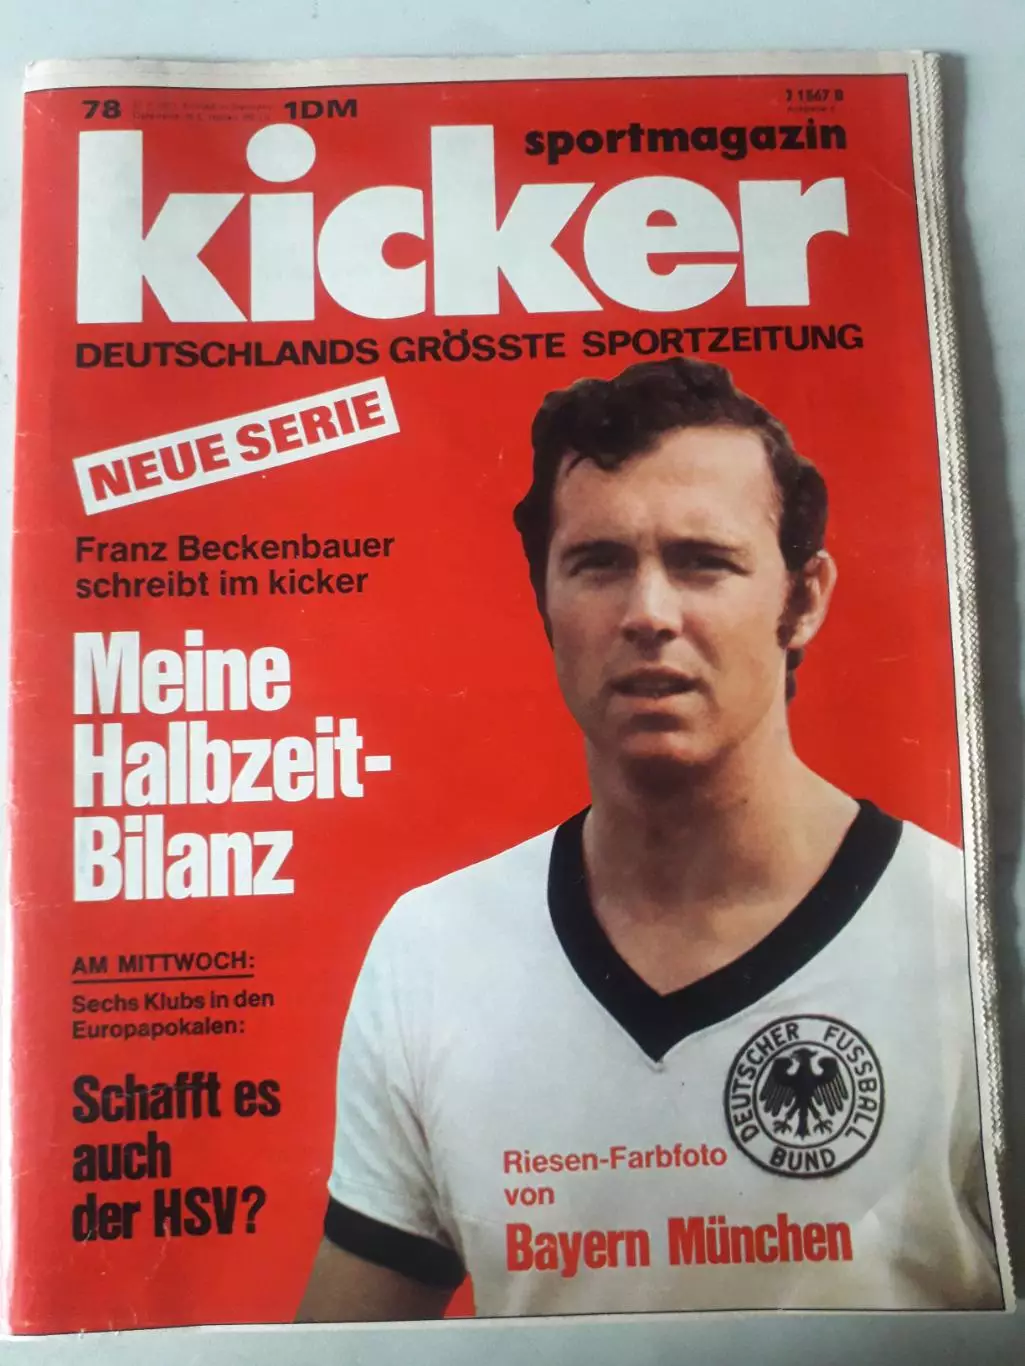 78
1DM
sportmagazin
kicker
DEUTSCHLANDS GRÖSSTE SPORTZEITUNG
NEUE SERIE
Franz Beckenbauer
schreibt im kicker
Meine
Halbzeit-
Bilanz
AM MITTWOCH:
Sechs Klubs in den
Europapokalen:
Schafft es
auch
der HSV?
DEUTSCHER FUSSBALL
BUND
Riesen-Farbfoto
von
Bayern München